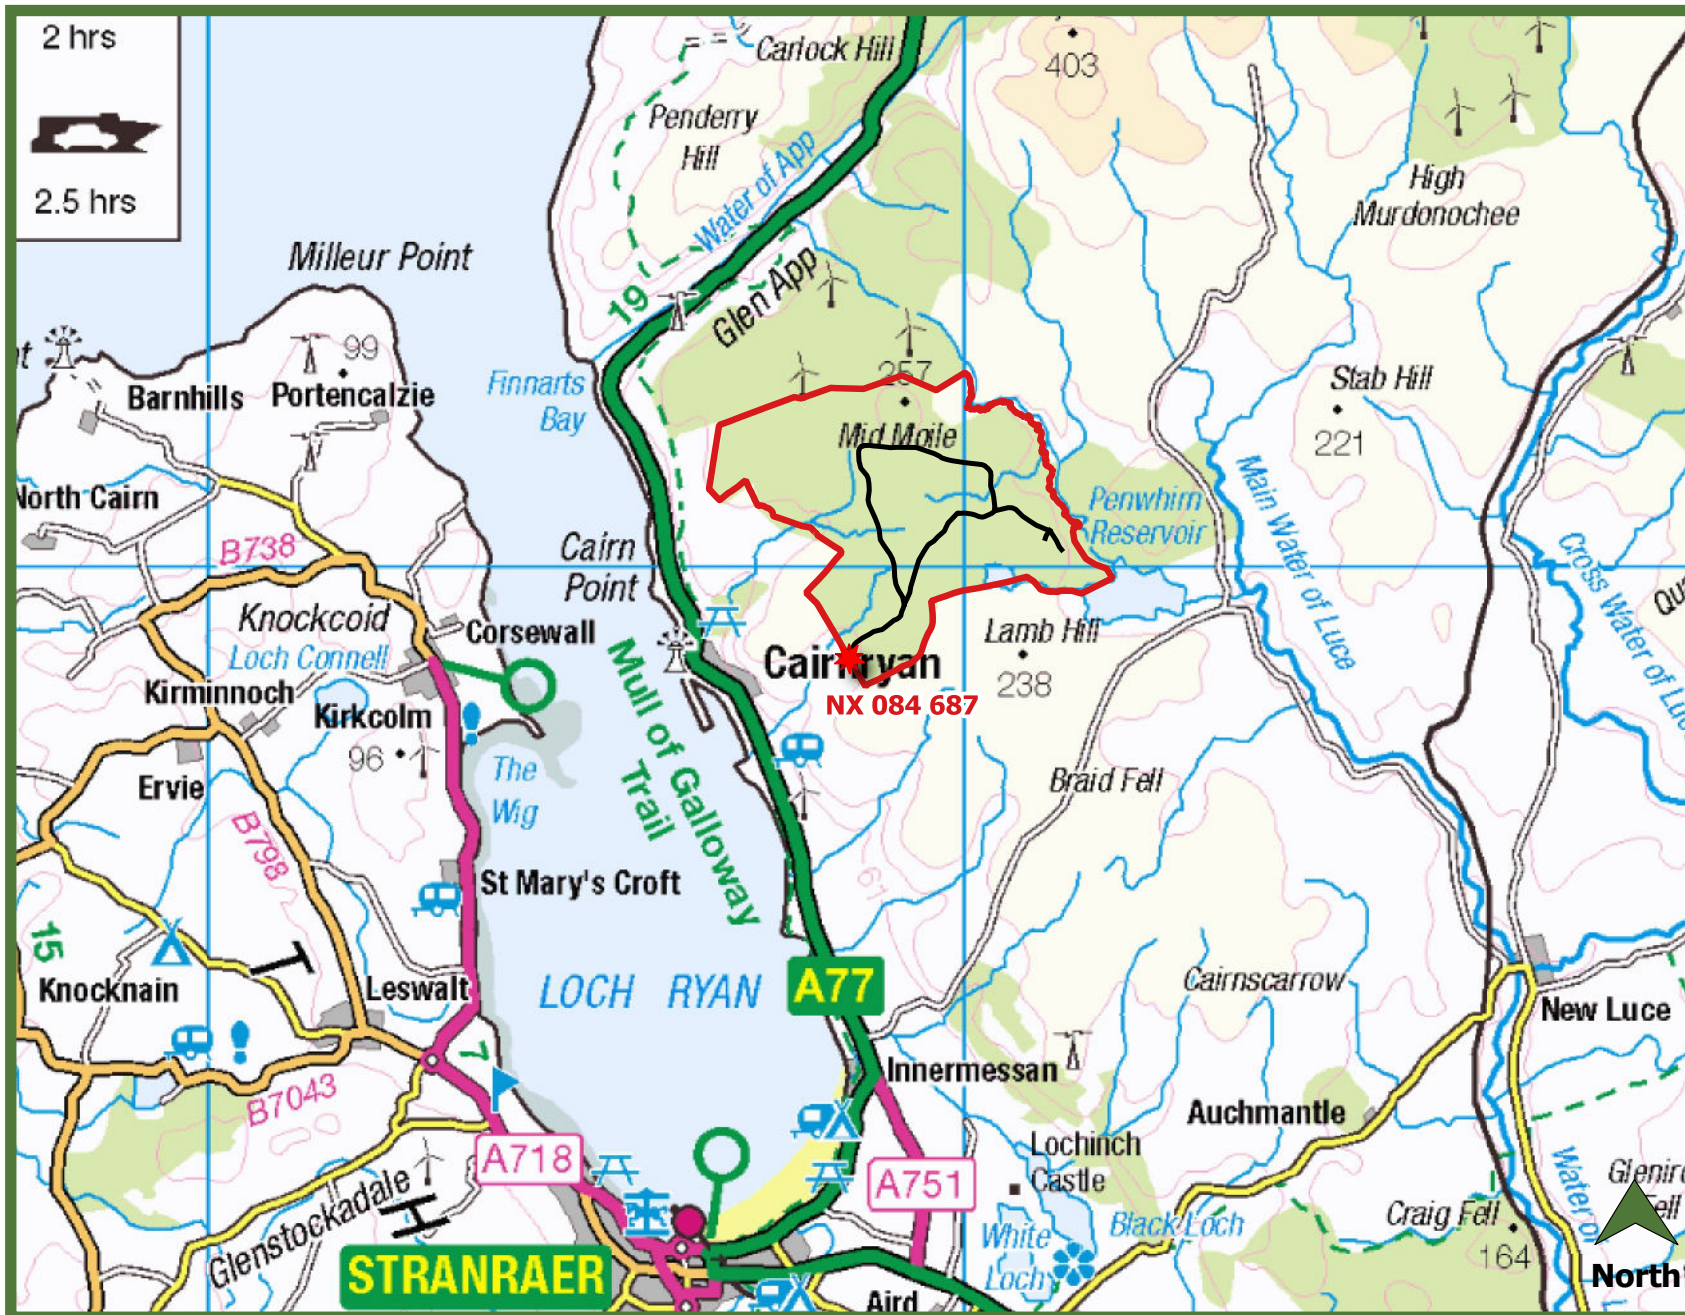 2 hrs
2.5 hrs
Carlock Hill
403
Penderry
Hill
Water of App
High
Murdonochee
Milleur Point
19
Glen App
99
Barnhills
Portencalzie
Finnarts
Bay
257
Mid Moile
Stab Hill
221
North Cairn
B738
Cairn
Point
Penwhirn
Reservoir
Main Water of Luce
Cross Water of Luce
Knockcoid
Loch Connell
Corsewall
Kirminnoch
Kirkcolm
96
Ervie
The
Wig
Mull of Galloway
Trail
Cairnryan
NX 084 687
Lamb Hill
238
Braid Fell
B798
61
St Mary's Croft
15
Knocknain
Leswalt
LOCH RYAN
A77
Cairnscarrow
New Luce
7
Innermessan
B7043
Auchmantle
A718
A751
Lochinch
Castle
Glenstockadale
White
Loch
Black Loch
Craig Fell
164
Water of
STRANRAER
Aird
North